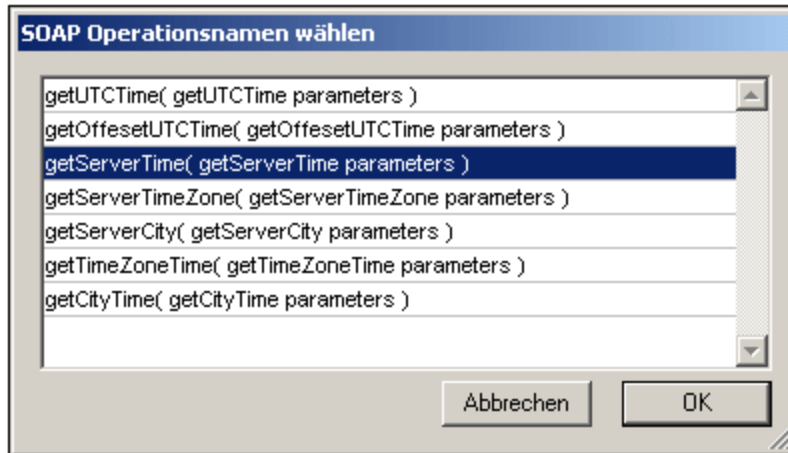 SOAP Operationsnamen wählen
getUTCTime( getUTCTime parameters )
getOffesetUTCTime( getOffesetUTCTime parameters )
getServerTime( getServerTime parameters )
getServerTimeZone( getServerTimeZone parameters )
getServerCity( getServerCity parameters )
getTimeZoneTime( getTimeZoneTime parameters )
getCityTime( getCityTime parameters )
Abbrechen OK